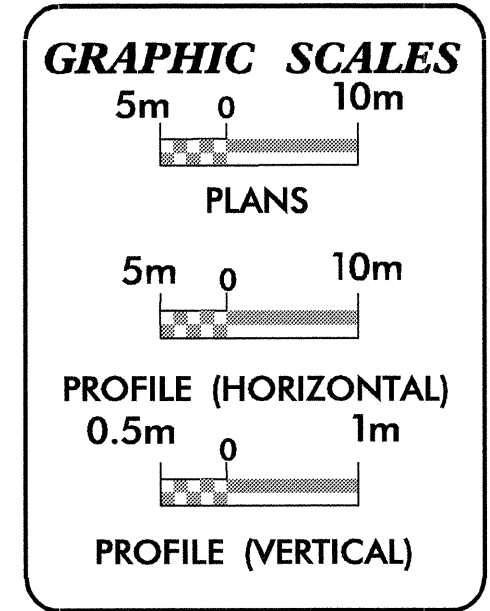 GRAPHIC SCALES
5m 0 10m
PLANS
5m 0 10m
PROFILE (HORIZONTAL)
0.5m 0 1m
PROFILE (VERTICAL)